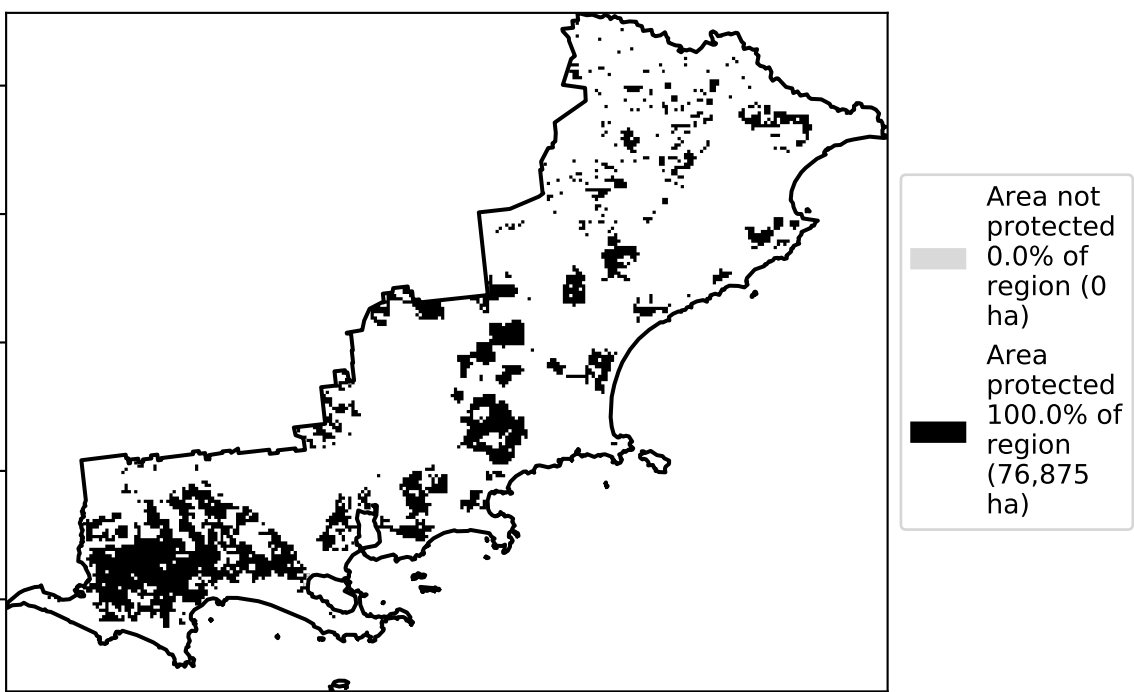 Area not
protected
0.0% of
region (0
ha)
Area
protected
100.0% of
region
(76,875
ha)